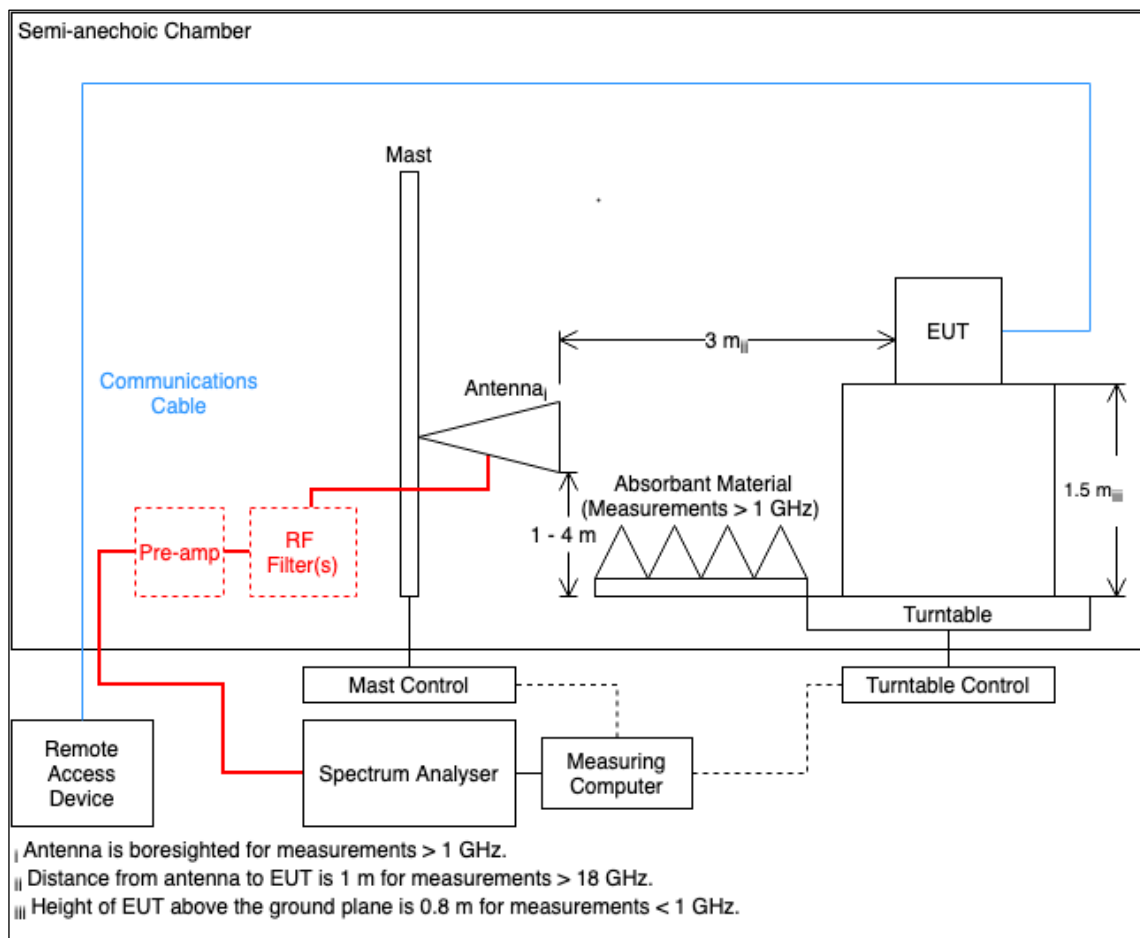 Semi-anechoic Chamber
Mast
EUT
3 m ii
Communications
Cable
Antenna i
Absorbant Material
(Measurements > 1 GHz)
1.5 m iii
1 - 4 m
Pre-amp
RF
Filter(s)
Turntable
Mast Control
Turntable Control
Remote
Access
Device
Spectrum Analyser
Measuring
Computer
i Antenna is boresighted for measurements > 1 GHz.
ii Distance from antenna to EUT is 1 m for measurements > 18 GHz.
iii Height of EUT above the ground plane is 0.8 m for measurements < 1 GHz.